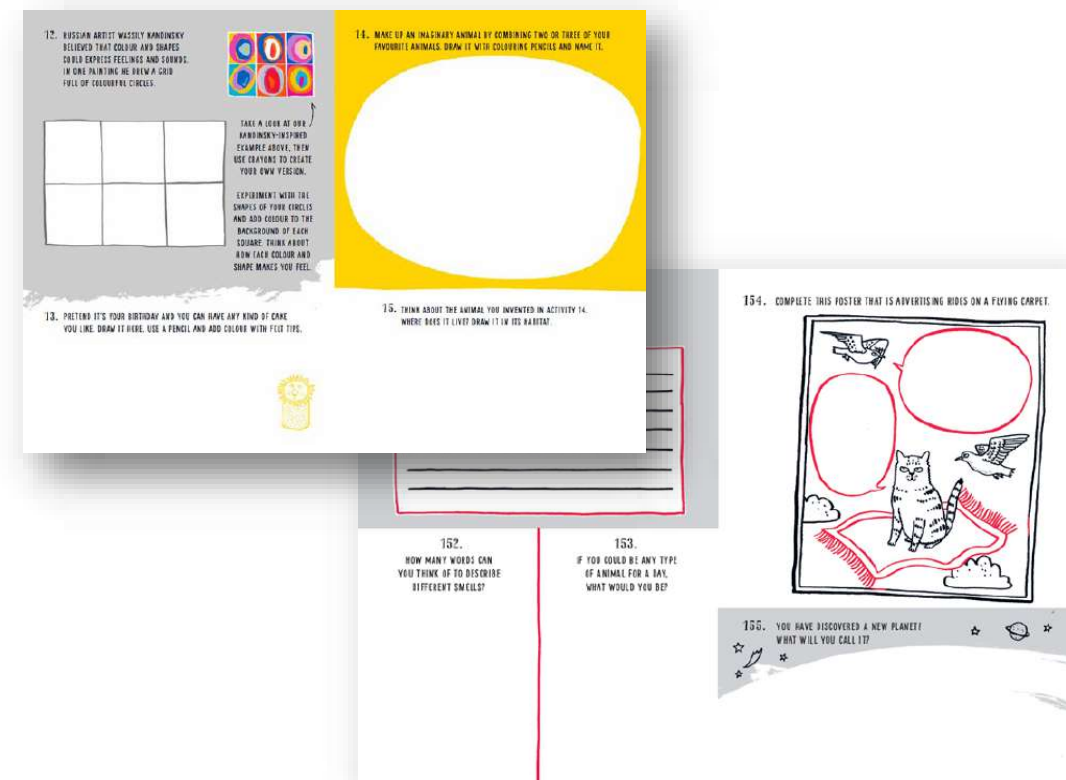 12. RUSSIAN ARTIST WASSILY KANDINSKY
BELIEVED THAT COLOUR AND SHAPES
COULD EXPRESS FEELINGS AND SOUNDS.
IN ONE PAINTING HE DREW A GRID
FULL OF COLOURFUL CIRCLES.
TAKE A LOOK AT OUR
KANDINSKY-INSPIRED
EXAMPLE ABOVE, THEN
USE CRAYONS TO CREATE
YOUR OWN VERSION.
EXPERIMENT WITH THE
SHAPES OF YOUR CIRCLES
AND ADD COLOUR TO THE
BACKGROUND OF EACH
SQUARE. THINK ABOUT
HOW EACH COLOUR AND
SHAPE MAKES YOU FEEL.
13. PRETEND IT'S YOUR BIRTHDAY AND YOU CAN HAVE ANY KIND OF CAKE
YOU LIKE. DRAW IT HERE. USE A PENCIL AND ADD COLOUR WITH FELT TIPS.
14. MAKE UP AN IMAGINARY ANIMAL BY COMBINING TWO OR THREE OF YOUR
FAVOURITE ANIMALS. DRAW IT WITH COLOURING PENCILS AND NAME IT.
15. THINK ABOUT THE ANIMAL YOU INVENTED IN ACTIVITY 14.
WHERE DOES IT LIVE? DRAW IT IN ITS HABITAT.
152.
HOW MANY WORDS CAN
YOU THINK OF TO DESCRIBE
DIFFERENT SMELLS?
153.
IF YOU COULD BE ANY TYPE
OF ANIMAL FOR A DAY,
WHAT WOULD YOU BE?
154. COMPLETE THIS POSTER THAT IS ADVERTISING RIDES ON A FLYING CARPET.
155. YOU HAVE DISCOVERED A NEW PLANET!
WHAT WILL YOU CALL IT?